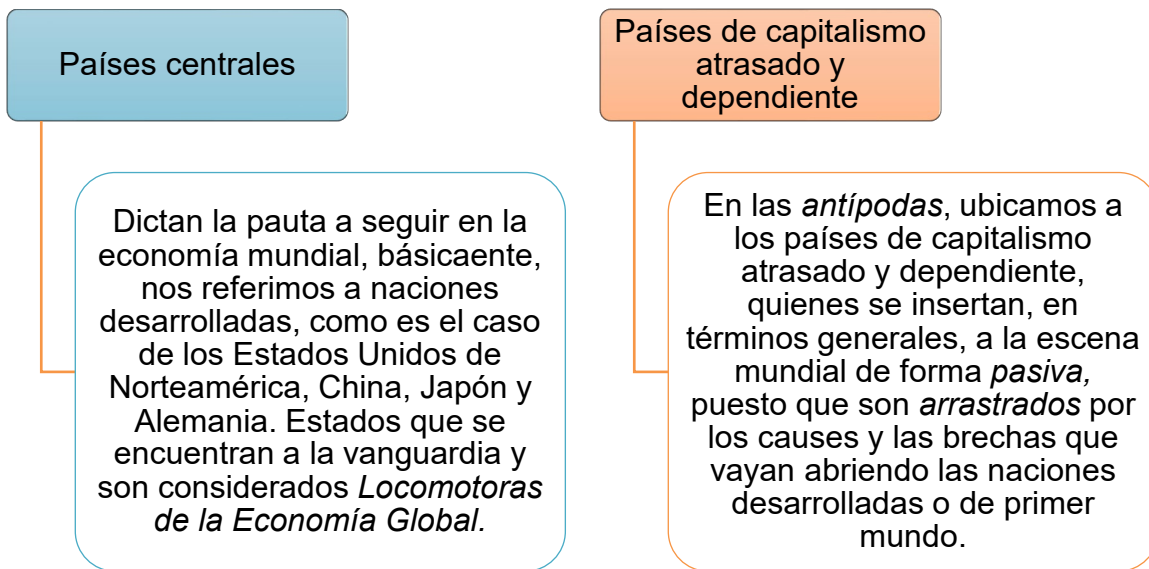 Países centrales
Dictan la pauta a seguir en la
economía mundial, básicaente,
nos referimos a naciones
desarrolladas, como es el caso
de los Estados Unidos de
Norteamérica, China, Japón y
Alemania. Estados que se
encuentran a la vanguardia y
son considerados Locomotoras
de la Economía Global.
Países de capitalismo
atrasado y
dependiente
En las antípodas, ubicamos a
los países de capitalismo
atrasado y dependiente,
quienes se insertan, en
términos generales, a la escena
mundial de forma pasiva,
puesto que son arrastrados por
los causes y las brechas que
vayan abriendo las naciones
desarrolladas o de primer
mundo.